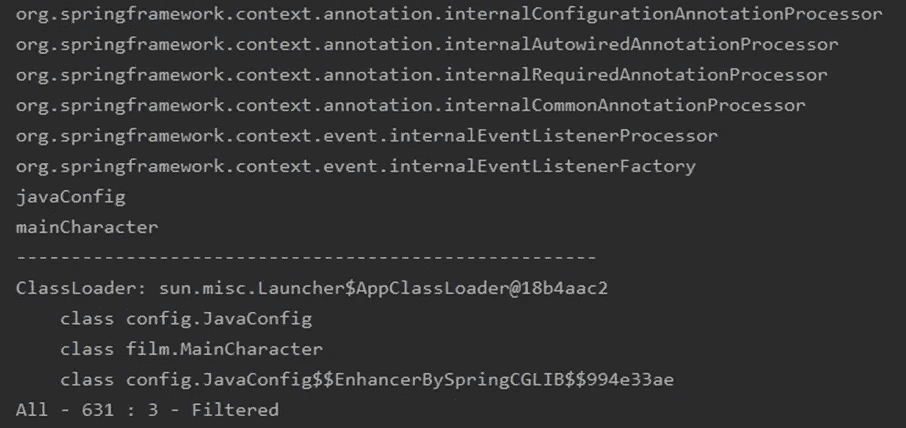 org.springframework.context.annotation.internalConfigurationAnnotationProcessor
org.springframework.context.annotation.internalAutowiredAnnotationProcessor
org.springframework.context.annotation.internalRequiredAnnotationProcessor
org.springframework.context.annotation.internalCommonAnnotationProcessor
org.springframework.context.event.internalEventListenerProcessor
org.springframework.context.event.internalEventListenerFactory
javaConfig
mainCharacter
-----------------------------------------------------
ClassLoader: sun.misc.Launcher$AppClassLoader@18b4aac2
    class config.JavaConfig
    class film.MainCharacter
    class config.JavaConfig$$EnhancerBySpringCGLIB$$994e33ae
All - 631 : 3 - Filtered